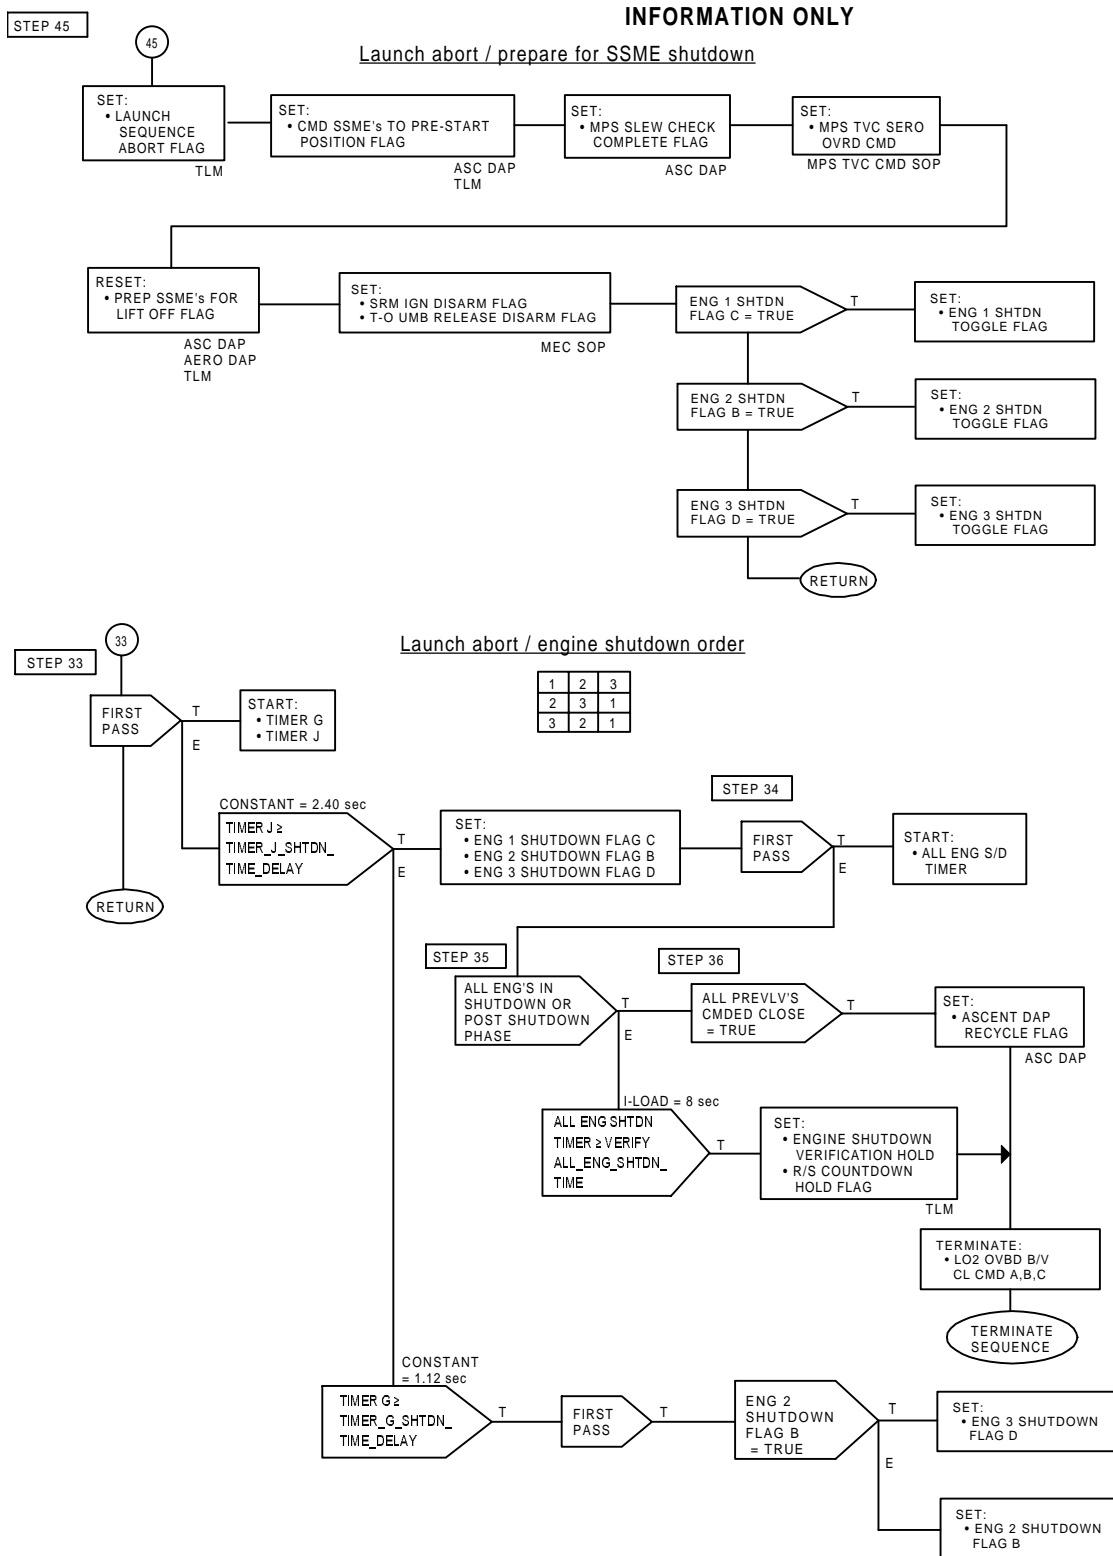 INFORMATION ONLY
STEP 45
45
Launch abort / prepare for SSME shutdown
SET:
• LAUNCH
SEQUENCE
ABORT FLAG
TLM
SET:
• CMD SSME's TO PRE-START
POSITION FLAG
ASC DAP
TLM
SET:
• MPS SLEW CHECK
COMPLETE FLAG
ASC DAP
SET:
• MPS TVC SERO
OVRD CMD
MPS TVC CMD SOP
RESET:
• PREP SSME's FOR
LIFT OFF FLAG
ASC DAP
AERO DAP
TLM
SET:
• SRM IGN DISARM FLAG
• T-O UMB RELEASE DISARM FLAG
MEC SOP
ENG 1 SHTDN
FLAG C = TRUE
T
SET:
• ENG 1 SHTDN
TOGGLE FLAG
ENG 2 SHTDN
FLAG B = TRUE
T
SET:
• ENG 2 SHTDN
TOGGLE FLAG
ENG 3 SHTDN
FLAG D = TRUE
T
SET:
• ENG 3 SHTDN
TOGGLE FLAG
RETURN
33
STEP 33
Launch abort / engine shutdown order
1 2 3
2 3 1
3 2 1
FIRST
PASS
T
E
START:
• TIMER G
• TIMER J
RETURN
CONSTANT = 2.40 sec
TIMER J ≥
TIMER_J_SHTDN_
TIME_DELAY
T
E
SET:
• ENG 1 SHUTDOWN FLAG C
• ENG 2 SHUTDOWN FLAG B
• ENG 3 SHUTDOWN FLAG D
STEP 34
FIRST
PASS
T
E
START:
• ALL ENG S/D
TIMER
STEP 35
ALL ENG'S IN
SHUTDOWN OR
POST SHUTDOWN
PHASE
T
E
STEP 36
ALL PREVLV'S
CMDED CLOSE
= TRUE
T
SET:
• ASCENT DAP
RECYCLE FLAG
ASC DAP
I-LOAD = 8 sec
ALL ENG SHTDN
TIMER ≥ VERIFY
ALL_ENG_SHTDN_
TIME
T
SET:
• ENGINE SHUTDOWN
VERIFICATION HOLD
• R/S COUNTDOWN
HOLD FLAG
TLM
TERMINATE:
• LO2 OVBD B/V
CL CMD A,B,C
TERMINATE
SEQUENCE
CONSTANT
= 1.12 sec
TIMER G ≥
TIMER_G_SHTDN_
TIME_DELAY
T
FIRST
PASS
T
ENG 2
SHUTDOWN
FLAG B
= TRUE
T
E
SET:
• ENG 3 SHUTDOWN
FLAG D
SET:
• ENG 2 SHUTDOWN
FLAG B